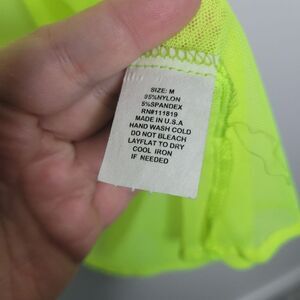 SIZE: M
95%NYLON
5%SPANDEX
RN#111819
MADE IN U.S.A
HAND WASH COLD
DO NOT BLEACH
LAYFLAT TO DRY
COOL IRON
IF NEEDED